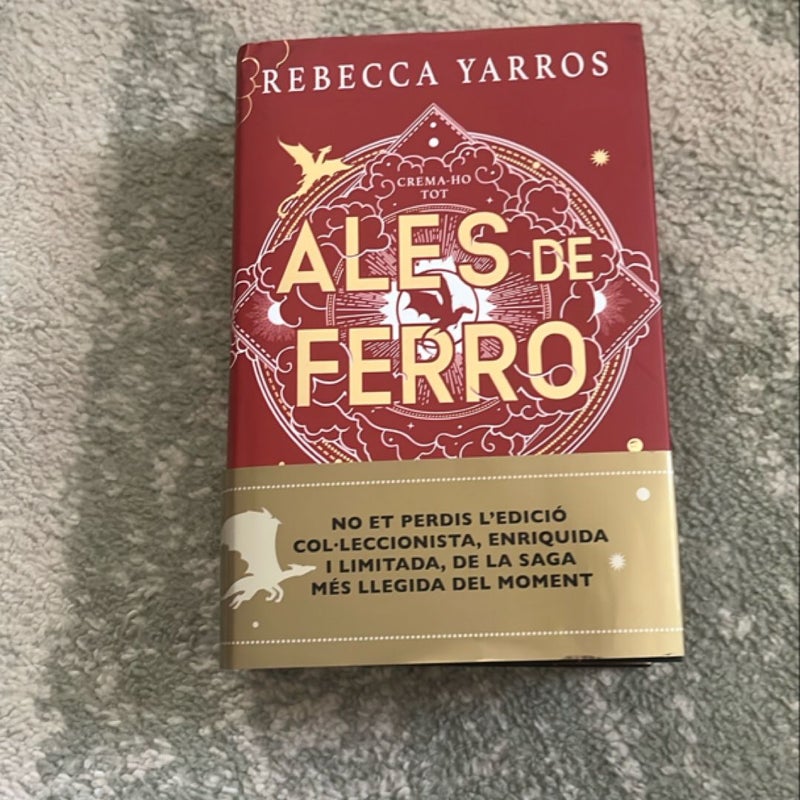 REBECCA YARROS
CREMA-HO
TOT
ALES DE
FERRO
NO ET PERDIS L'EDICIÓ
COL·LECCIONISTA, ENRIQUIDA
I LIMITADA, DE LA SAGA
MÉS LLEGIDA DEL MOMENT